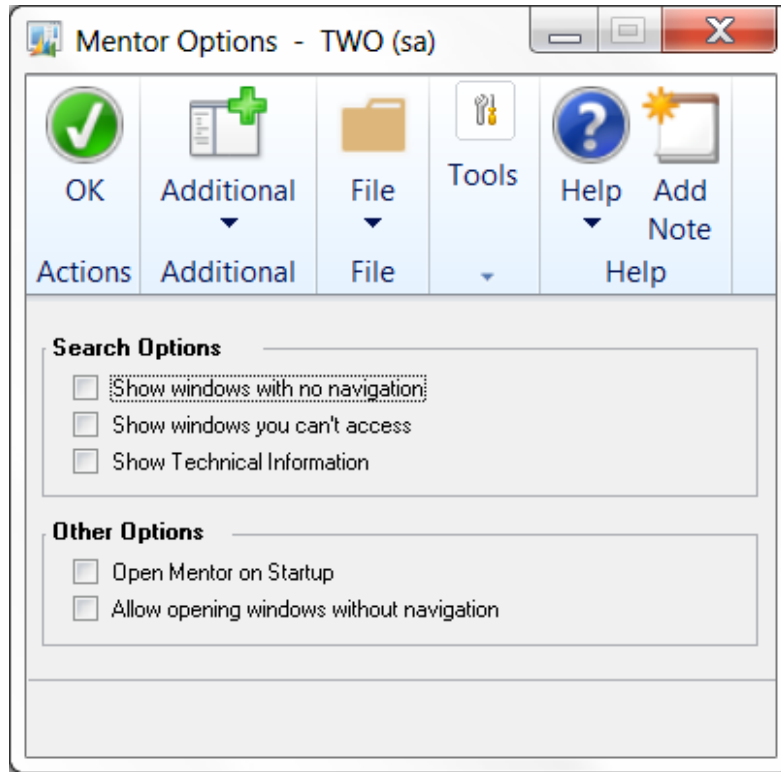 Mentor Options - TWO (sa)
OK
Additional
File
Tools
Help
Add
Note
Actions
Additional
File
Help
Search Options
Show windows with no navigation
Show windows you can't access
Show Technical Information
Other Options
Open Mentor on Startup
Allow opening windows without navigation